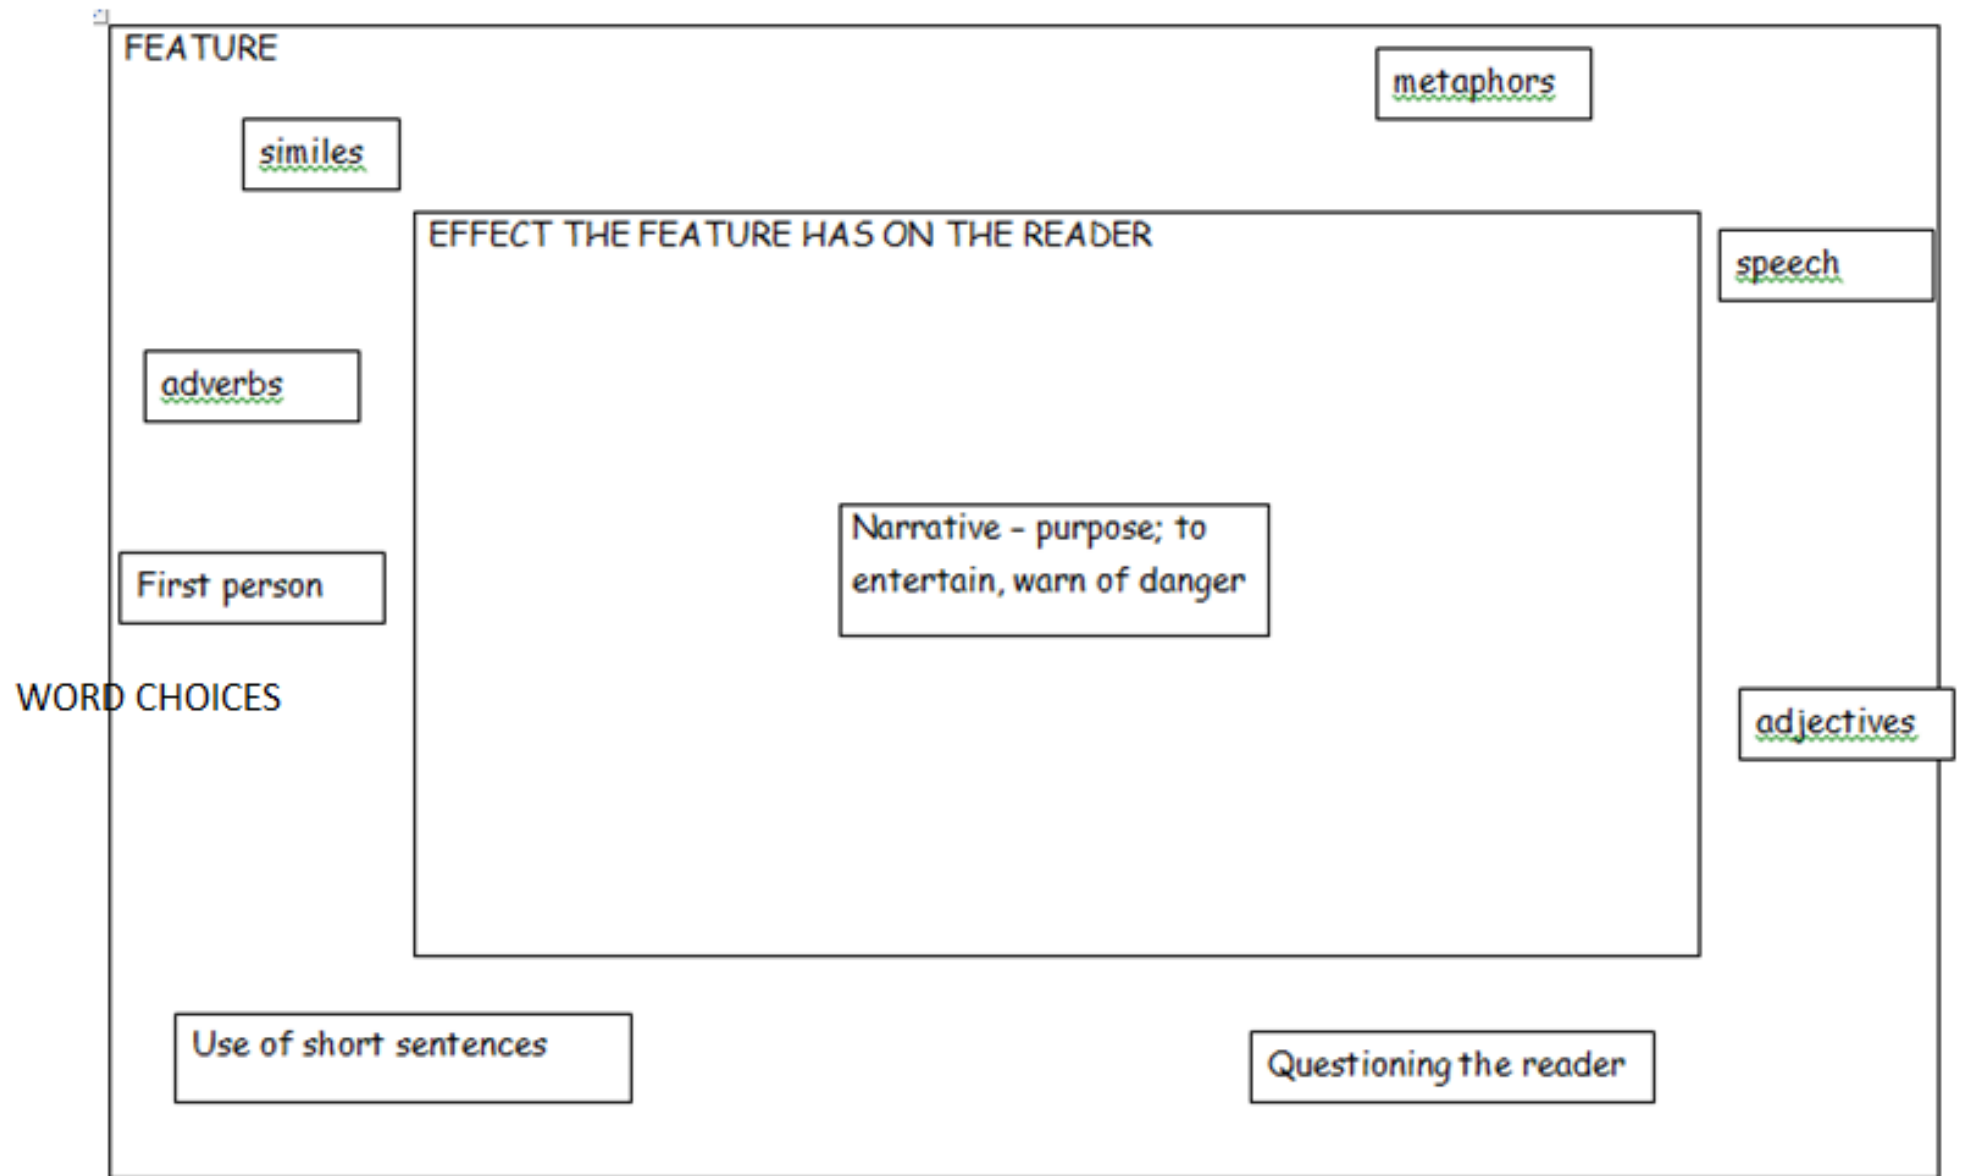 FEATURE
metaphors
similes
EFFECT THE FEATURE HAS ON THE READER
speech
adverbs
Narrative – purpose; to
entertain, warn of danger
First person
WORD CHOICES
adjectives
Use of short sentences
Questioning the reader